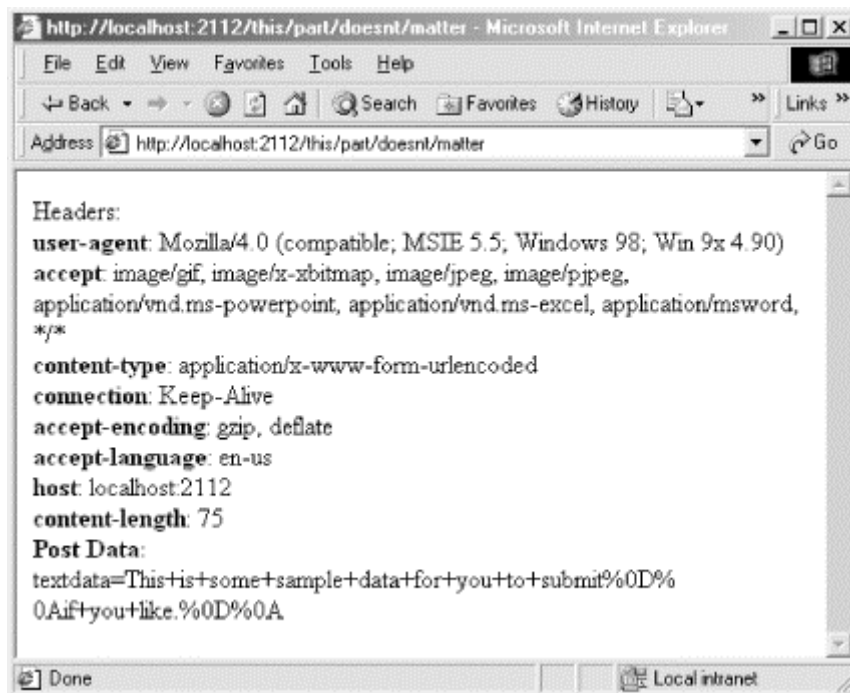 http://localhost:2112/this/part/doesnt/matter - Microsoft Internet Explorer
File Edit View Favorites Tools Help
Back Search Favorites History » Links »
Address http://localhost:2112/this/part/doesnt/matter Go
Headers:
user-agent: Mozilla/4.0 (compatible; MSIE 5.5; Windows 98; Win 9x 4.90)
accept: image/gif, image/x-xbitmap, image/jpeg, image/pjpeg,
application/vnd.ms-powerpoint, application/vnd.ms-excel, application/msword,
*/*
content-type: application/x-www-form-urlencoded
connection: Keep-Alive
accept-encoding: gzip, deflate
accept-language: en-us
host: localhost:2112
content-length: 75
Post Data:
textdata=This+is+some+sample+data+for+you+to+submit%0D%
0Aif+you+like.%0D%0A
Done Local intranet